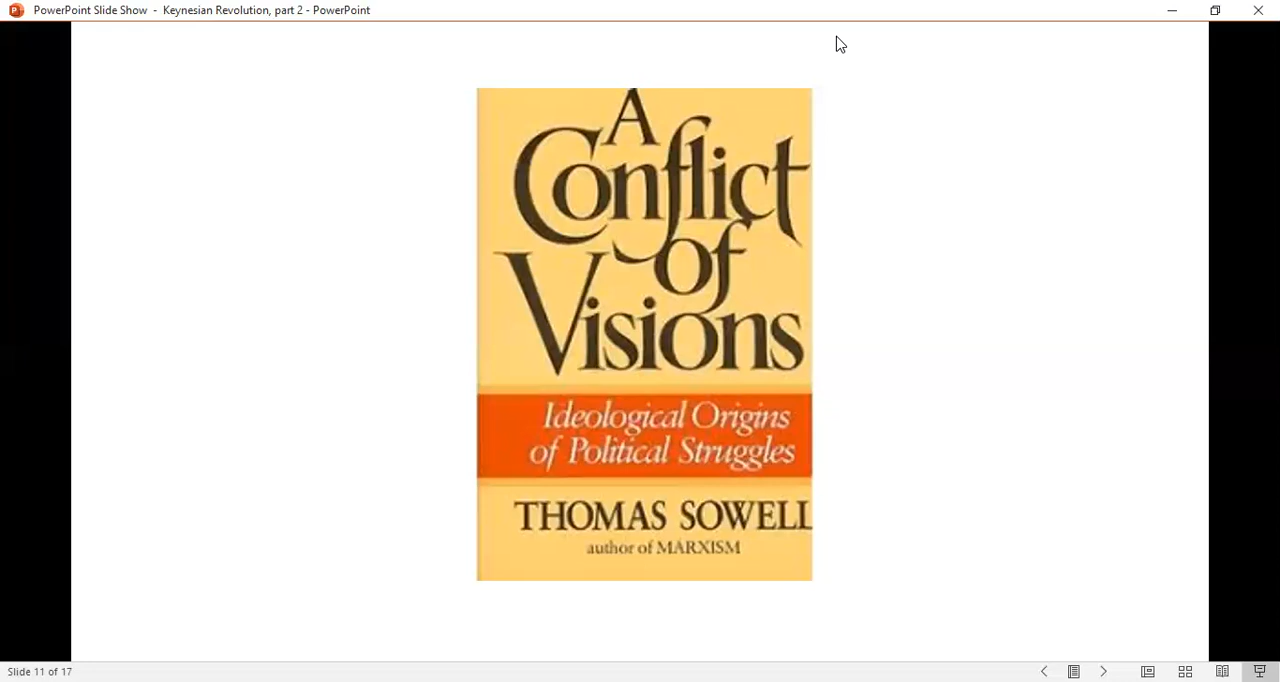 PowerPoint Slide Show - Keynesian Revolution, part 2 - PowerPoint
A
Conflict
of
Visions
Ideological Origins
of Political Struggles
THOMAS SOWELL
author of MARXISM
Slide 11 of 17